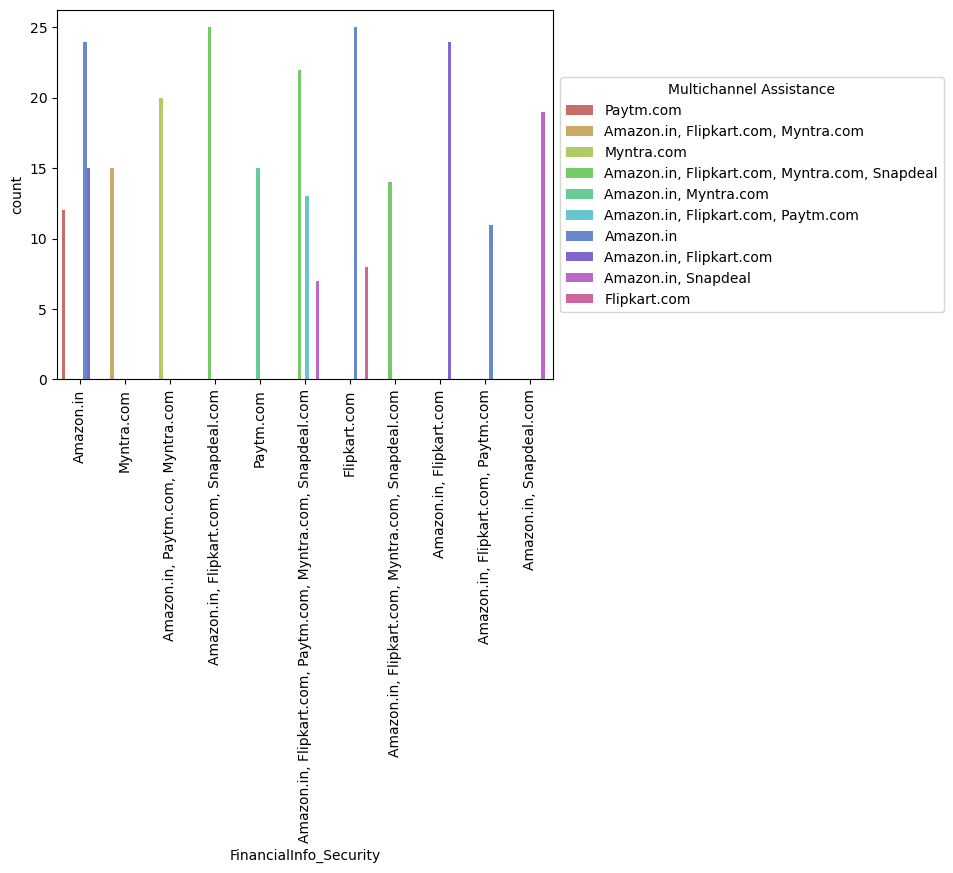 25
20
15
10
5
0
count
Amazon.in
Myntra.com
Amazon.in, Paytm.com, Myntra.com
Amazon.in, Flipkart.com, Snapdeal.com
Paytm.com
Amazon.in, Flipkart.com, Paytm.com, Myntra.com, Snapdeal.com
Flipkart.com
Amazon.in, Flipkart.com, Myntra.com, Snapdeal.com
Amazon.in, Flipkart.com
Amazon.in, Flipkart.com, Paytm.com
Amazon.in, Snapdeal.com
FinancialInfo_Security
Multichannel Assistance
Paytm.com
Amazon.in, Flipkart.com, Myntra.com
Myntra.com
Amazon.in, Flipkart.com, Myntra.com, Snapdeal
Amazon.in, Myntra.com
Amazon.in, Flipkart.com, Paytm.com
Amazon.in
Amazon.in, Flipkart.com
Amazon.in, Snapdeal
Flipkart.com